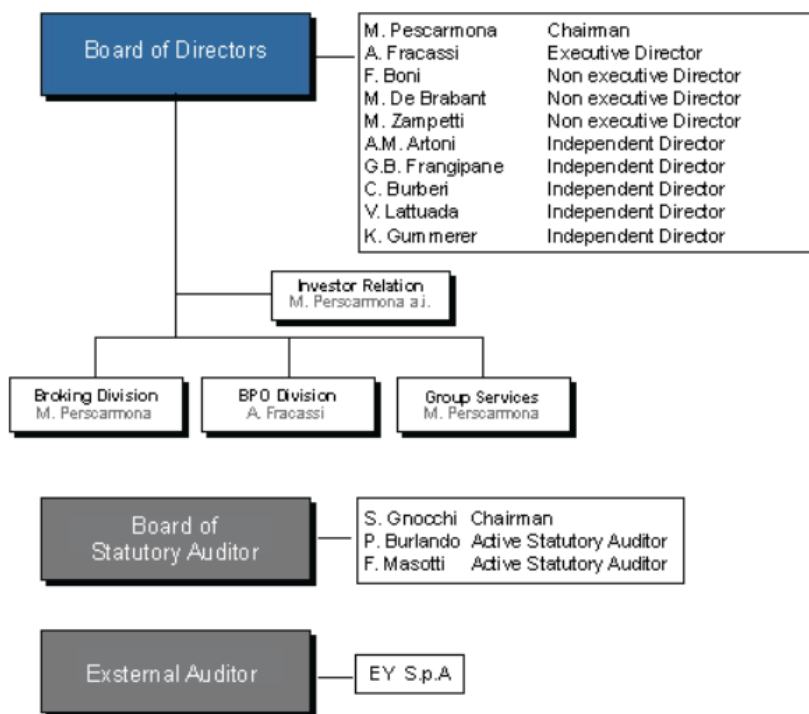 Board of Directors
M. Pescarmona Chairman
A. Fracassi Executive Director
F. Boni Non executive Director
M. De Brabant Non executive Director
M. Zampetti Non executive Director
A.M. Artoni Independent Director
G.B. Frangipane Independent Director
C. Burberi Independent Director
V. Lattuada Independent Director
K. Gummerer Independent Director
Investor Relation
M. Perscarmona a.i.
Broking Division
M. Perscarmona
BPO Division
A. Fracassi
Group Services
M. Perscarmona
Board of
Statutory Auditor
S. Gnocchi Chairman
P. Burlando Active Statutory Auditor
F. Masotti Active Statutory Auditor
Exsternal Auditor
EY S.p.A